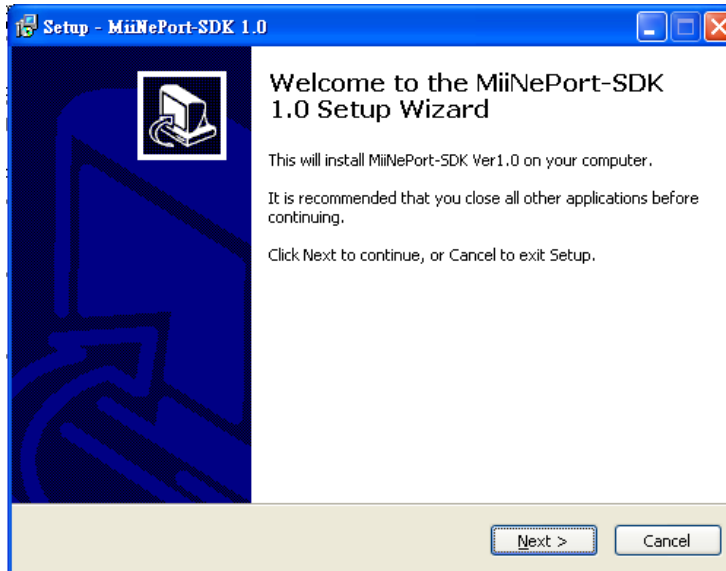 Setup - MiiNePort-SDK 1.0
Welcome to the MiiNePort-SDK
1.0 Setup Wizard
This will install MiiNePort-SDK Ver1.0 on your computer.
It is recommended that you close all other applications before
continuing.
Click Next to continue, or Cancel to exit Setup.
Next >
Cancel